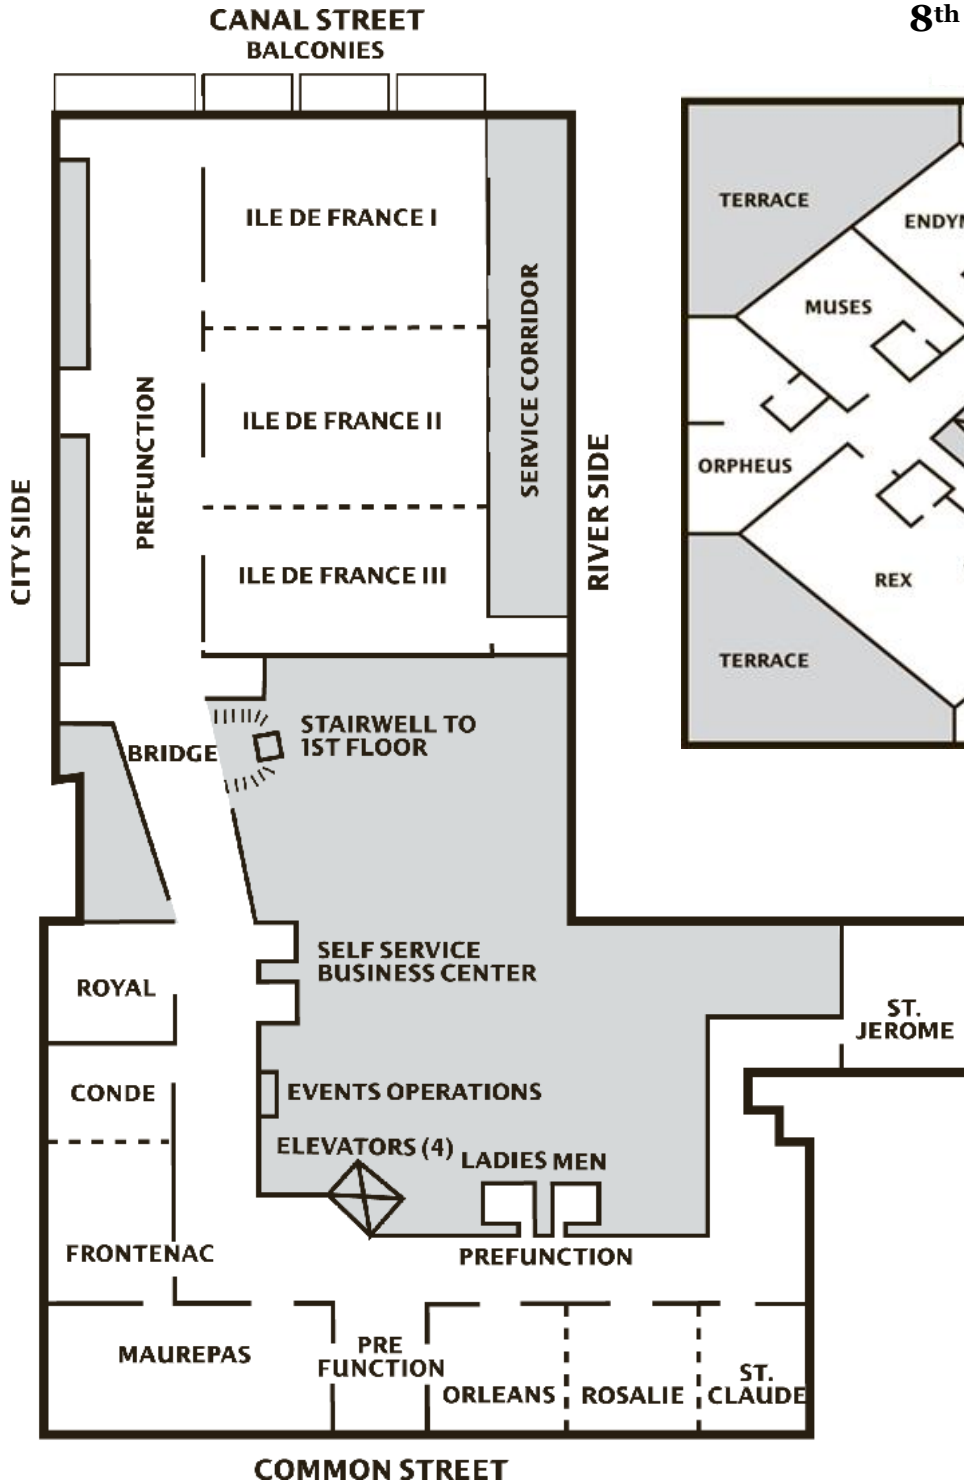 CANAL STREET
BALCONIES
8th
ILE DE FRANCE I
ILE DE FRANCE II
ILE DE FRANCE III
PREFUNCTION
SERVICE CORRIDOR
CITY SIDE
RIVER SIDE
TERRACE
ENDYM
MUSES
ORPHEUS
REX
TERRACE
BRIDGE
STAIRWELL TO
1ST FLOOR
ROYAL
SELF SERVICE
BUSINESS CENTER
ST.
JEROME
CONDE
EVENTS OPERATIONS
ELEVATORS (4)
LADIES
MEN
FRONTENAC
PREFUNCTION
MAUREPAS
PRE
FUNCTION
ORLEANS
ROSALIE
ST.
CLAUDE
COMMON STREET